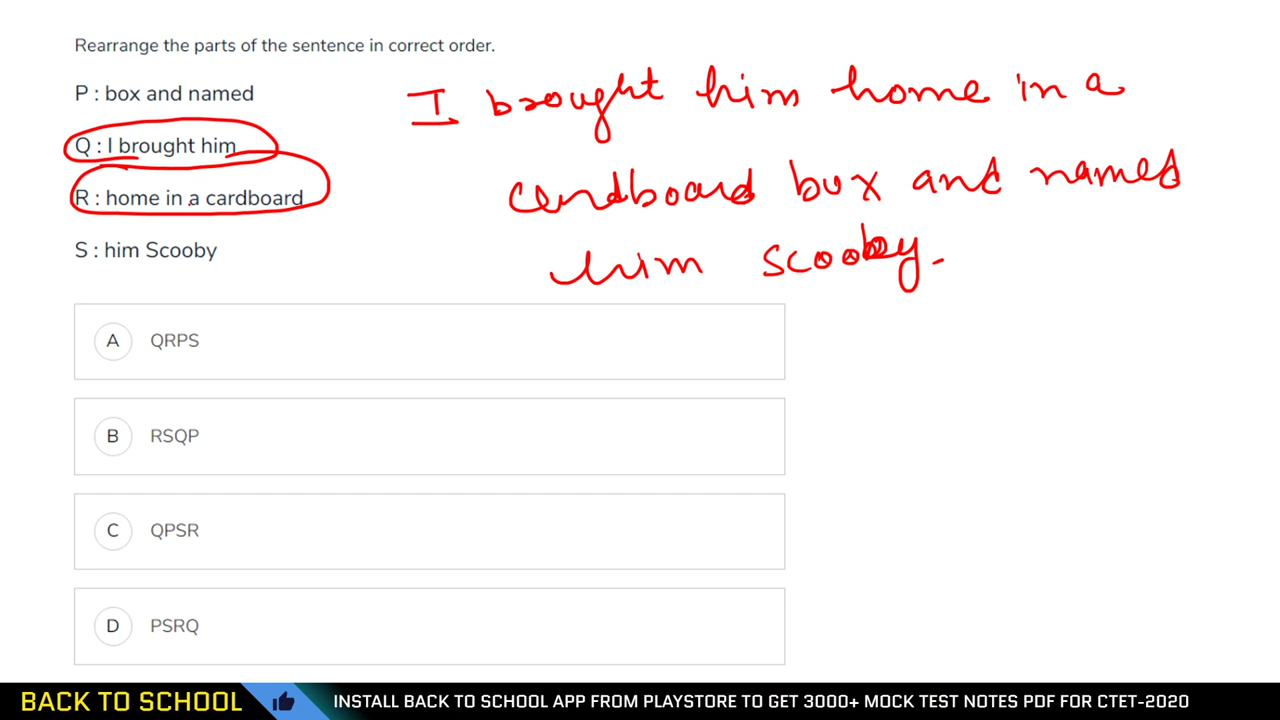 Rearrange the parts of the sentence in correct order.
P : box and named
Q : I brought him
R : home in a cardboard
S : him Scooby
I brought him home in a
cardboard box and named
him scooby.
A QRPS
B RSQP
C QPSR
D PSRQ
BACK TO SCHOOL
INSTALL BACK TO SCHOOL APP FROM PLAYSTORE TO GET 3000+ MOCK TEST NOTES PDF FOR CTET-2020